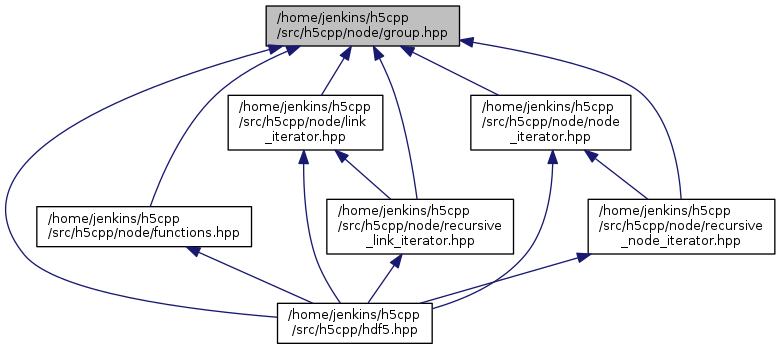 /home/jenkins/h5cpp
/src/h5cpp/node/group.hpp
/home/jenkins/h5cpp
/src/h5cpp/node/link
_iterator.hpp
/home/jenkins/h5cpp
/src/h5cpp/node/node
_iterator.hpp
/home/jenkins/h5cpp
/src/h5cpp/node/functions.hpp
/home/jenkins/h5cpp
/src/h5cpp/node/recursive
_link_iterator.hpp
/home/jenkins/h5cpp
/src/h5cpp/node/recursive
_node_iterator.hpp
/home/jenkins/h5cpp
/src/h5cpp/hdf5.hpp